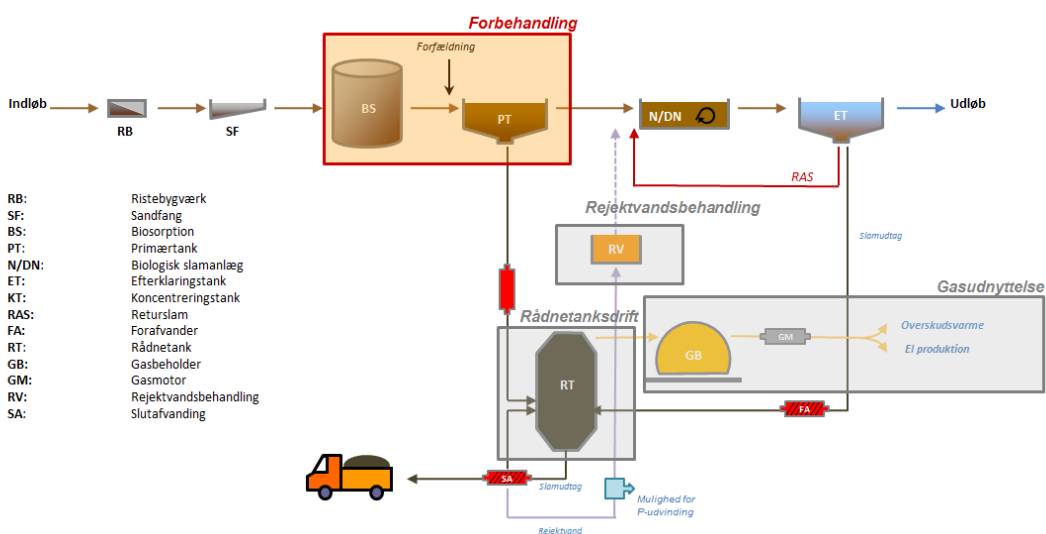 Forbehandling
Forfældning
Indløb
BS
PT
N/DN
ET
Udløb
RB
SF
RAS
RB: Ristebygværk
SF: Sandfang
BS: Biosorption
PT: Primærtank
N/DN: Biologisk slamanlæg
ET: Efterklaringstank
KT: Koncentreringstank
RAS: Returslam
FA: Forafvander
RT: Rådnetank
GB: Gasbeholder
GM: Gasmotor
RV: Rejektvandsbehandling
SA: Slutafvanding
Rejektvandsbehandling
RV
Slamudtag
Gasudnyttelse
Rådnetanksdrift
RT
GB
GM
Overskudsvarme
El produktion
FA
SA
Slamudtag
Mulighed for
P-udvinding
Rejektvand